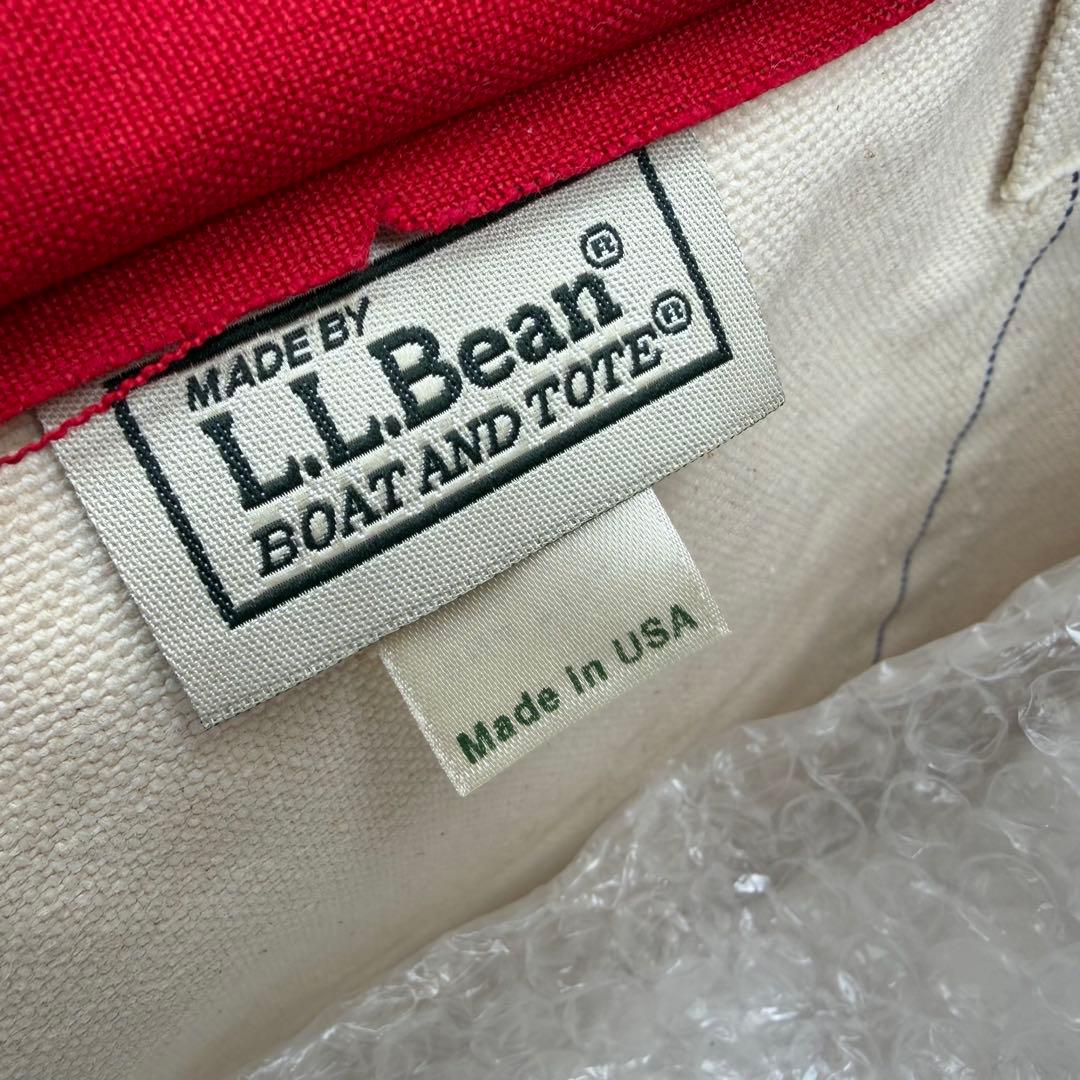 MADE BY
L.L.Bean®
BOAT AND TOTE®
Made in USA